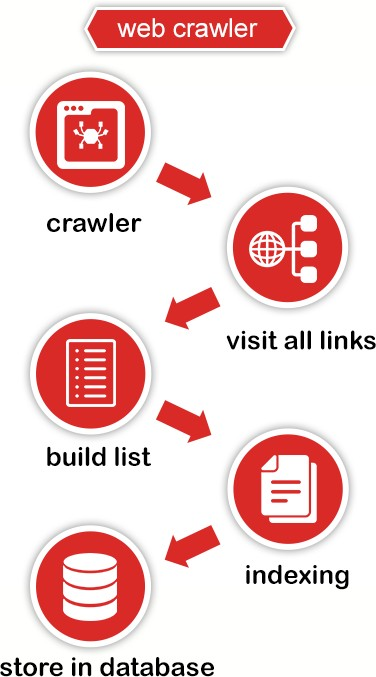 web crawler
crawler
visit all links
build list
indexing
store in database